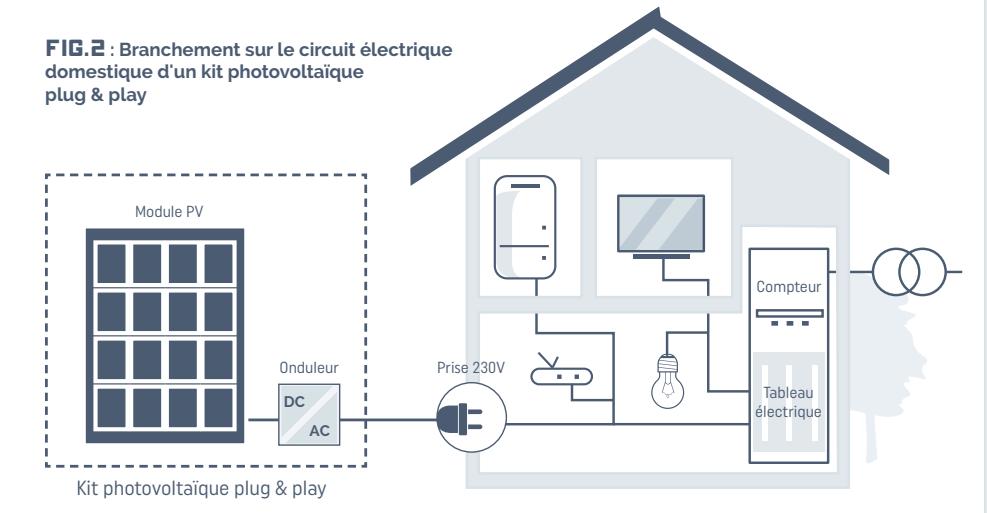 FIG.2 : Branchement sur le circuit électrique
domestique d'un kit photovoltaïque
plug & play
Module PV
Onduleur
DC
AC
Kit photovoltaïque plug & play
Prise 230V
Compteur
Tableau
électrique